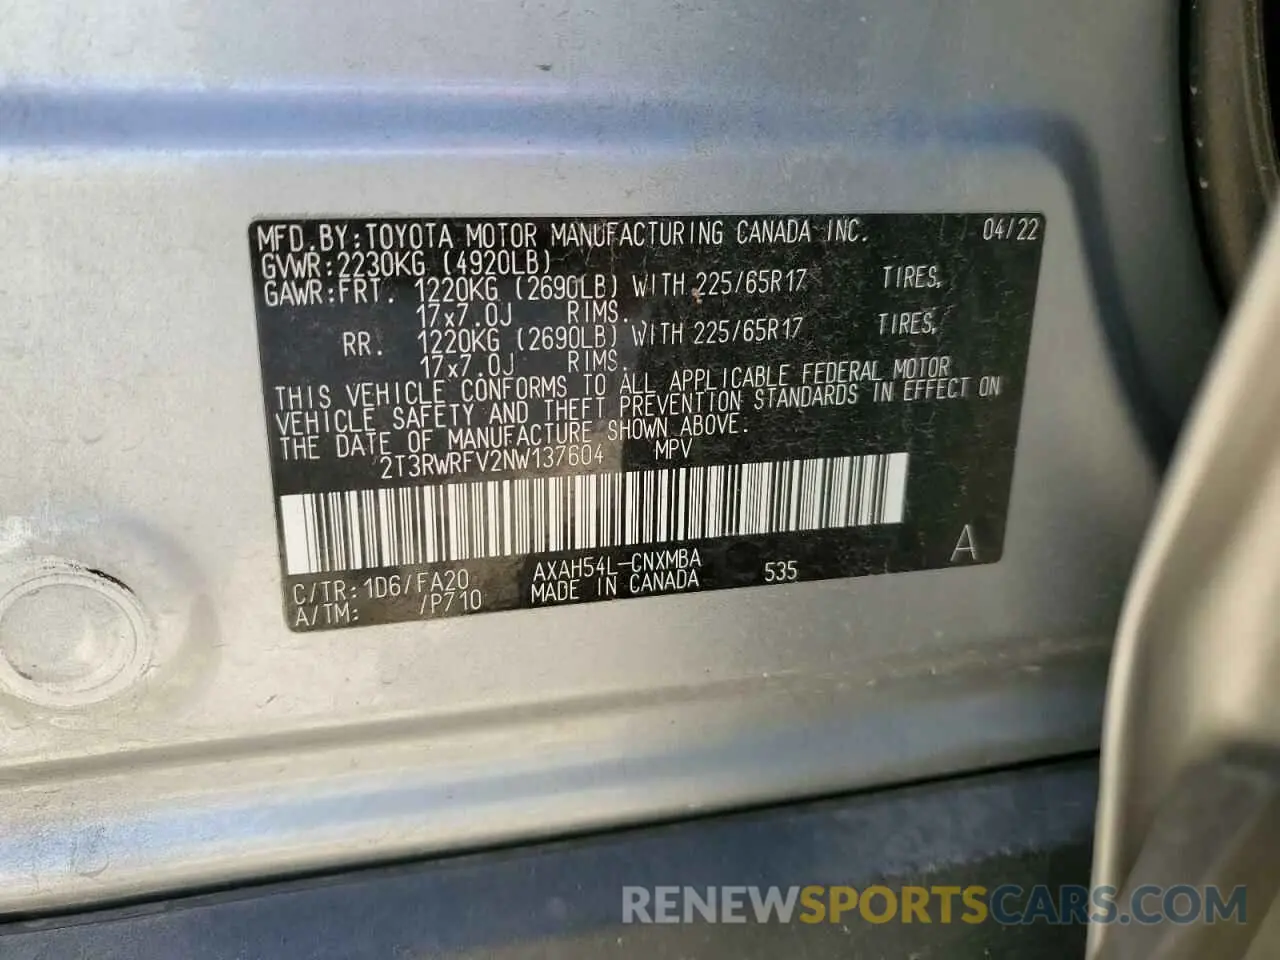 MFD.BY:TOYOTA MOTOR MANUFACTURING CANADA INC. 04/22
GVWR:2230KG (4920LB)
GAWR:FRT. 1220KG (2690LB) WITH 225/65R17 TIRES,
17x7.0J RIMS.
RR. 1220KG (2690LB) WITH 225/65R17 TIRES,
17x7.0J RIMS.
THIS VEHICLE CONFORMS TO ALL APPLICABLE FEDERAL MOTOR
VEHICLE SAFETY AND THEFT PREVENTION STANDARDS IN EFFECT ON
THE DATE OF MANUFACTURE SHOWN ABOVE.
2T3RWRFV2NW137604 MPV
C/TR:1D6/FA20 AXAH54L-CNXMBA 535 A
A/TM: /P710 MADE IN CANADA
RENEWSPORTSCARS.COM